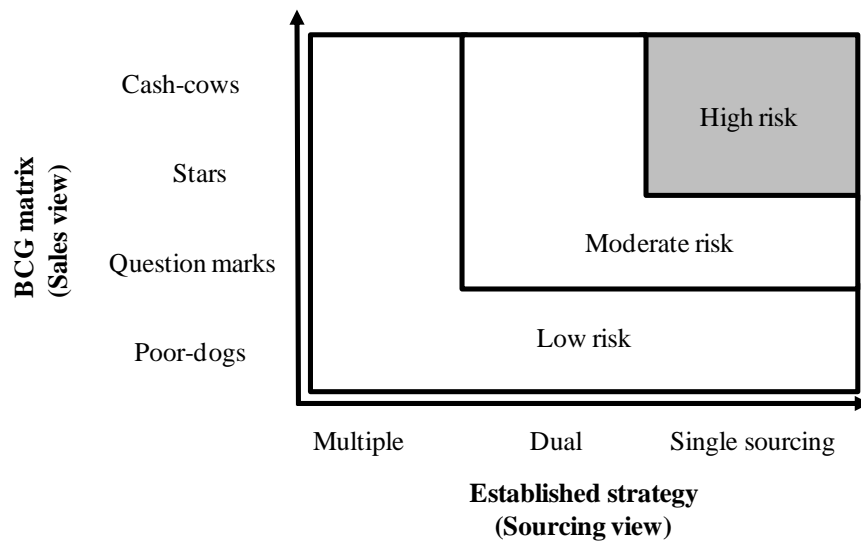 Cash-cows
High risk
Stars
BCG matrix
(Sales view)
Moderate risk
Question marks
Low risk
Poor-dogs
Multiple
Dual
Single sourcing
Established strategy
(Sourcing view)